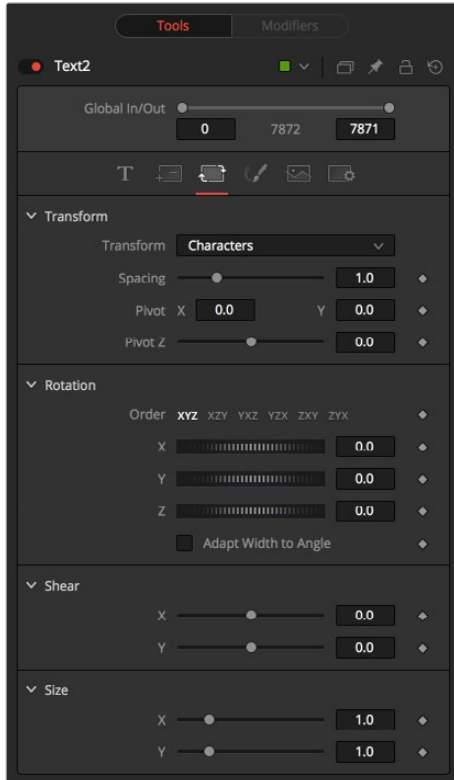 Tools Modifiers
Text2
Global In/Out
0 7872 7871
T
Transform
Transform Characters
Spacing 1.0
Pivot X 0.0 Y 0.0
Pivot Z 0.0
Rotation
Order XYZ XZY YXZ YZX ZXY ZYX
X 0.0
Y 0.0
Z 0.0
Adapt Width to Angle
Shear
X 0.0
Y 0.0
Size
X 1.0
Y 1.0